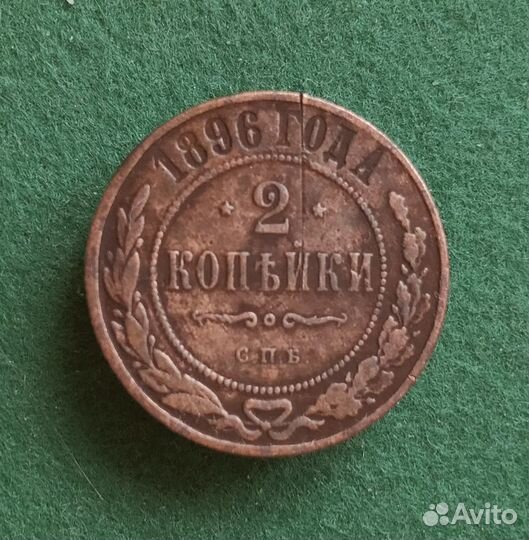 1896 ГОДА
* 2 *
КОПѢЙКИ
С.П.Б.
Avito